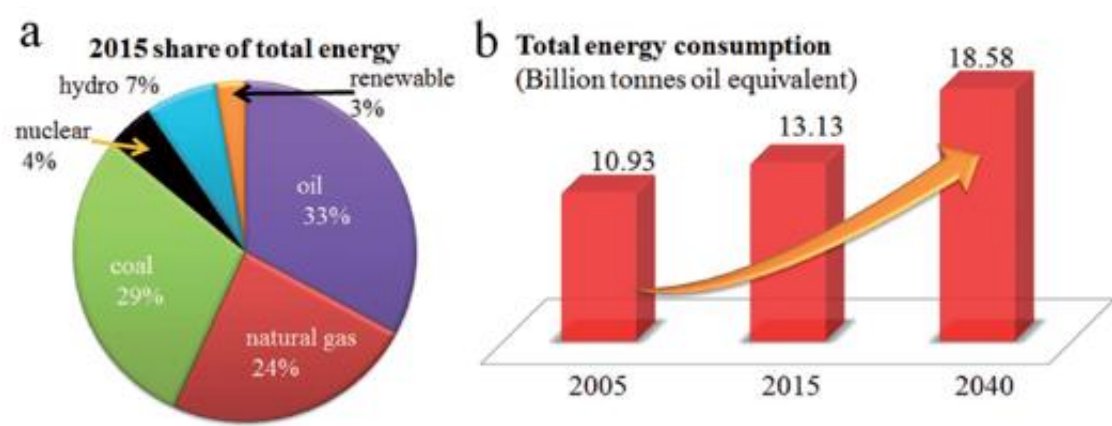 a
2015 share of total energy
hydro 7%
renewable
3%
nuclear
4%
oil
33%
coal
29%
natural gas
24%
b Total energy consumption
(Billion tonnes oil equivalent)
18.58
13.13
10.93
2005 2015 2040